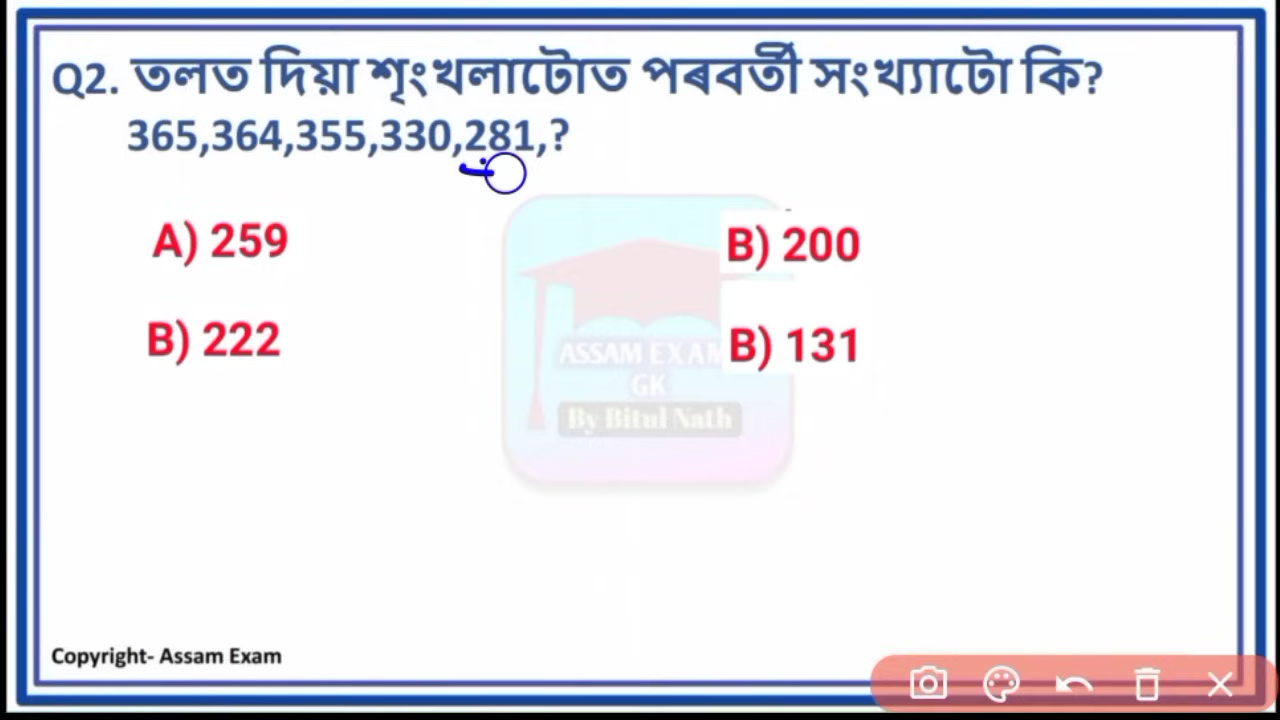 Q2. তলত দিয়া শৃংখলাটোত পৰবৰ্তী সংখ্যাটো কি?
365,364,355,330,281,?
A) 259
B) 200
B) 222
B) 131
ASSAM EXAM
GK
By Bitul Nath
Copyright- Assam Exam